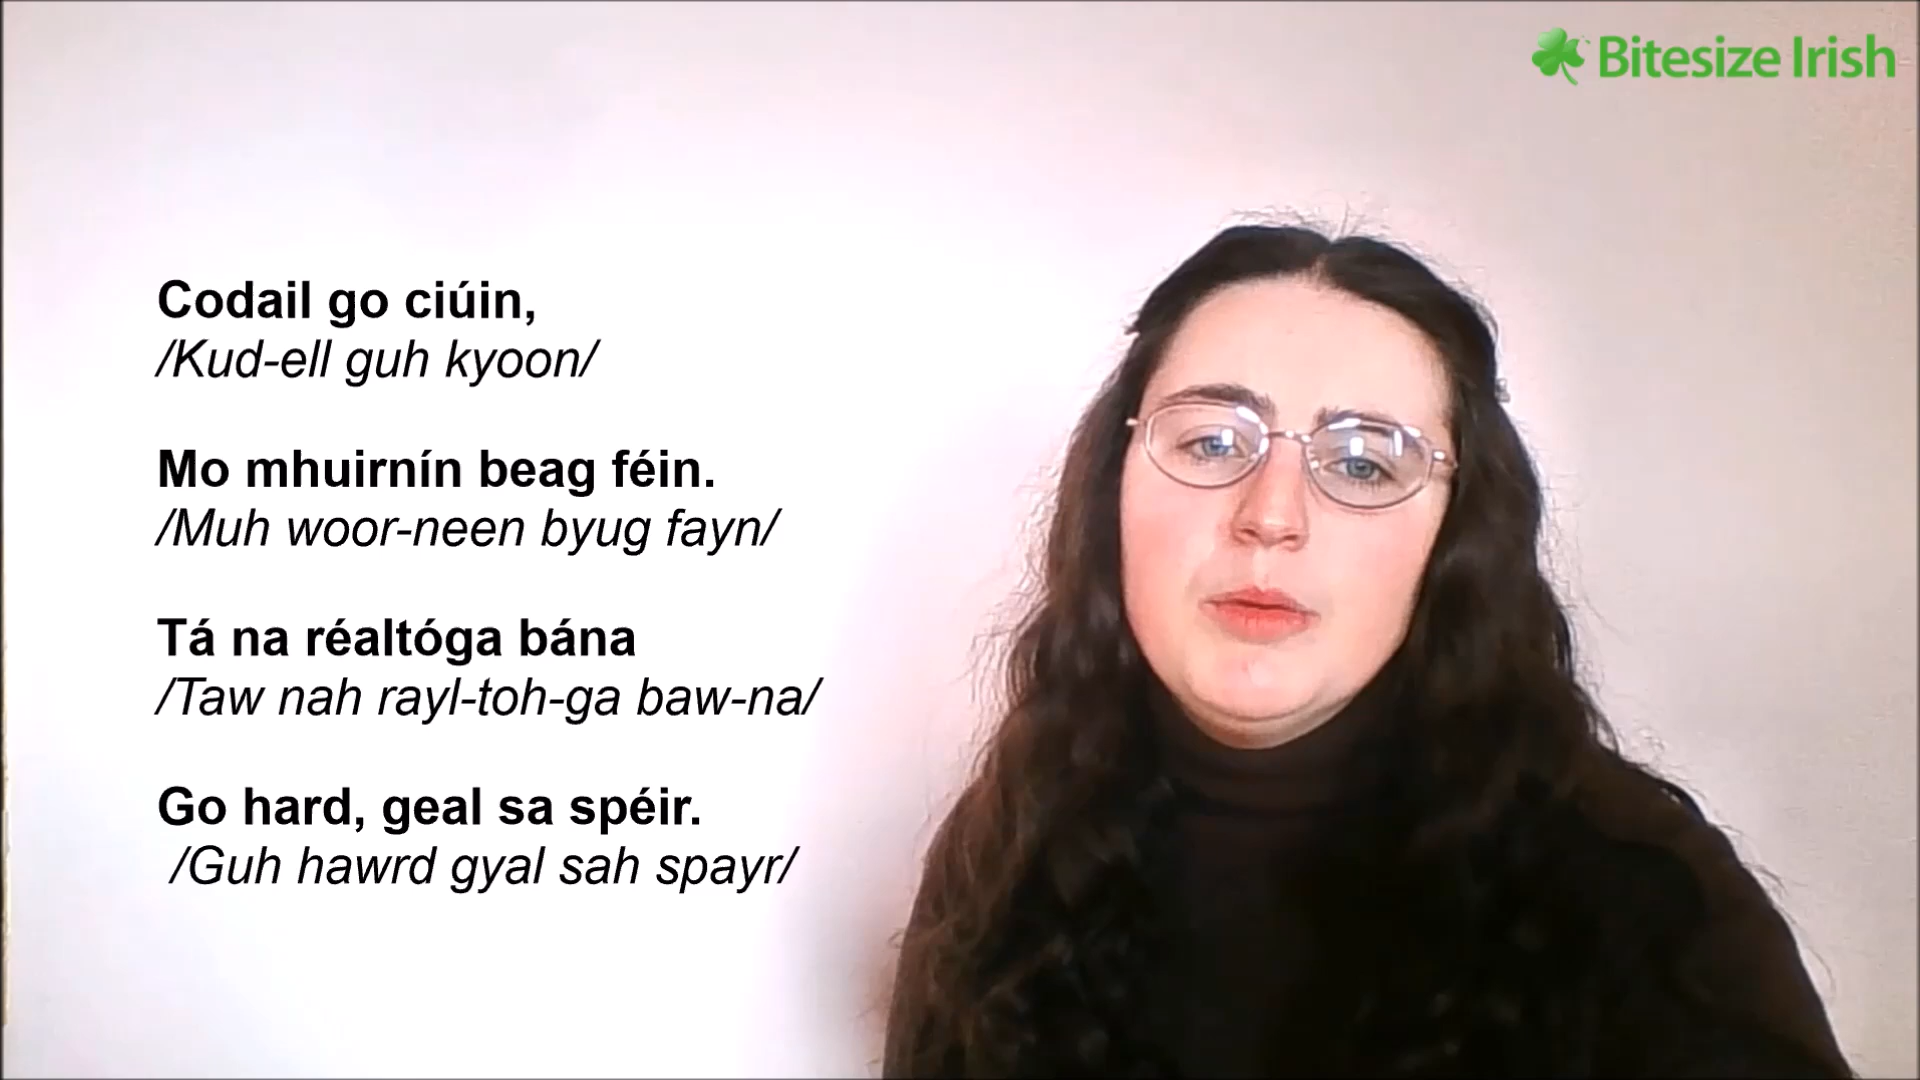 Bitesize Irish
Codail go ciúin,
/Kud-ell guh kyoon/
Mo mhuirnín beag féin.
/Muh woor-neen byug fayn/
Tá na réaltóga bána
/Taw nah rayl-toh-ga baw-na/
Go hard, geal sa spéir.
/Guh hawrd gyal sah spayr/